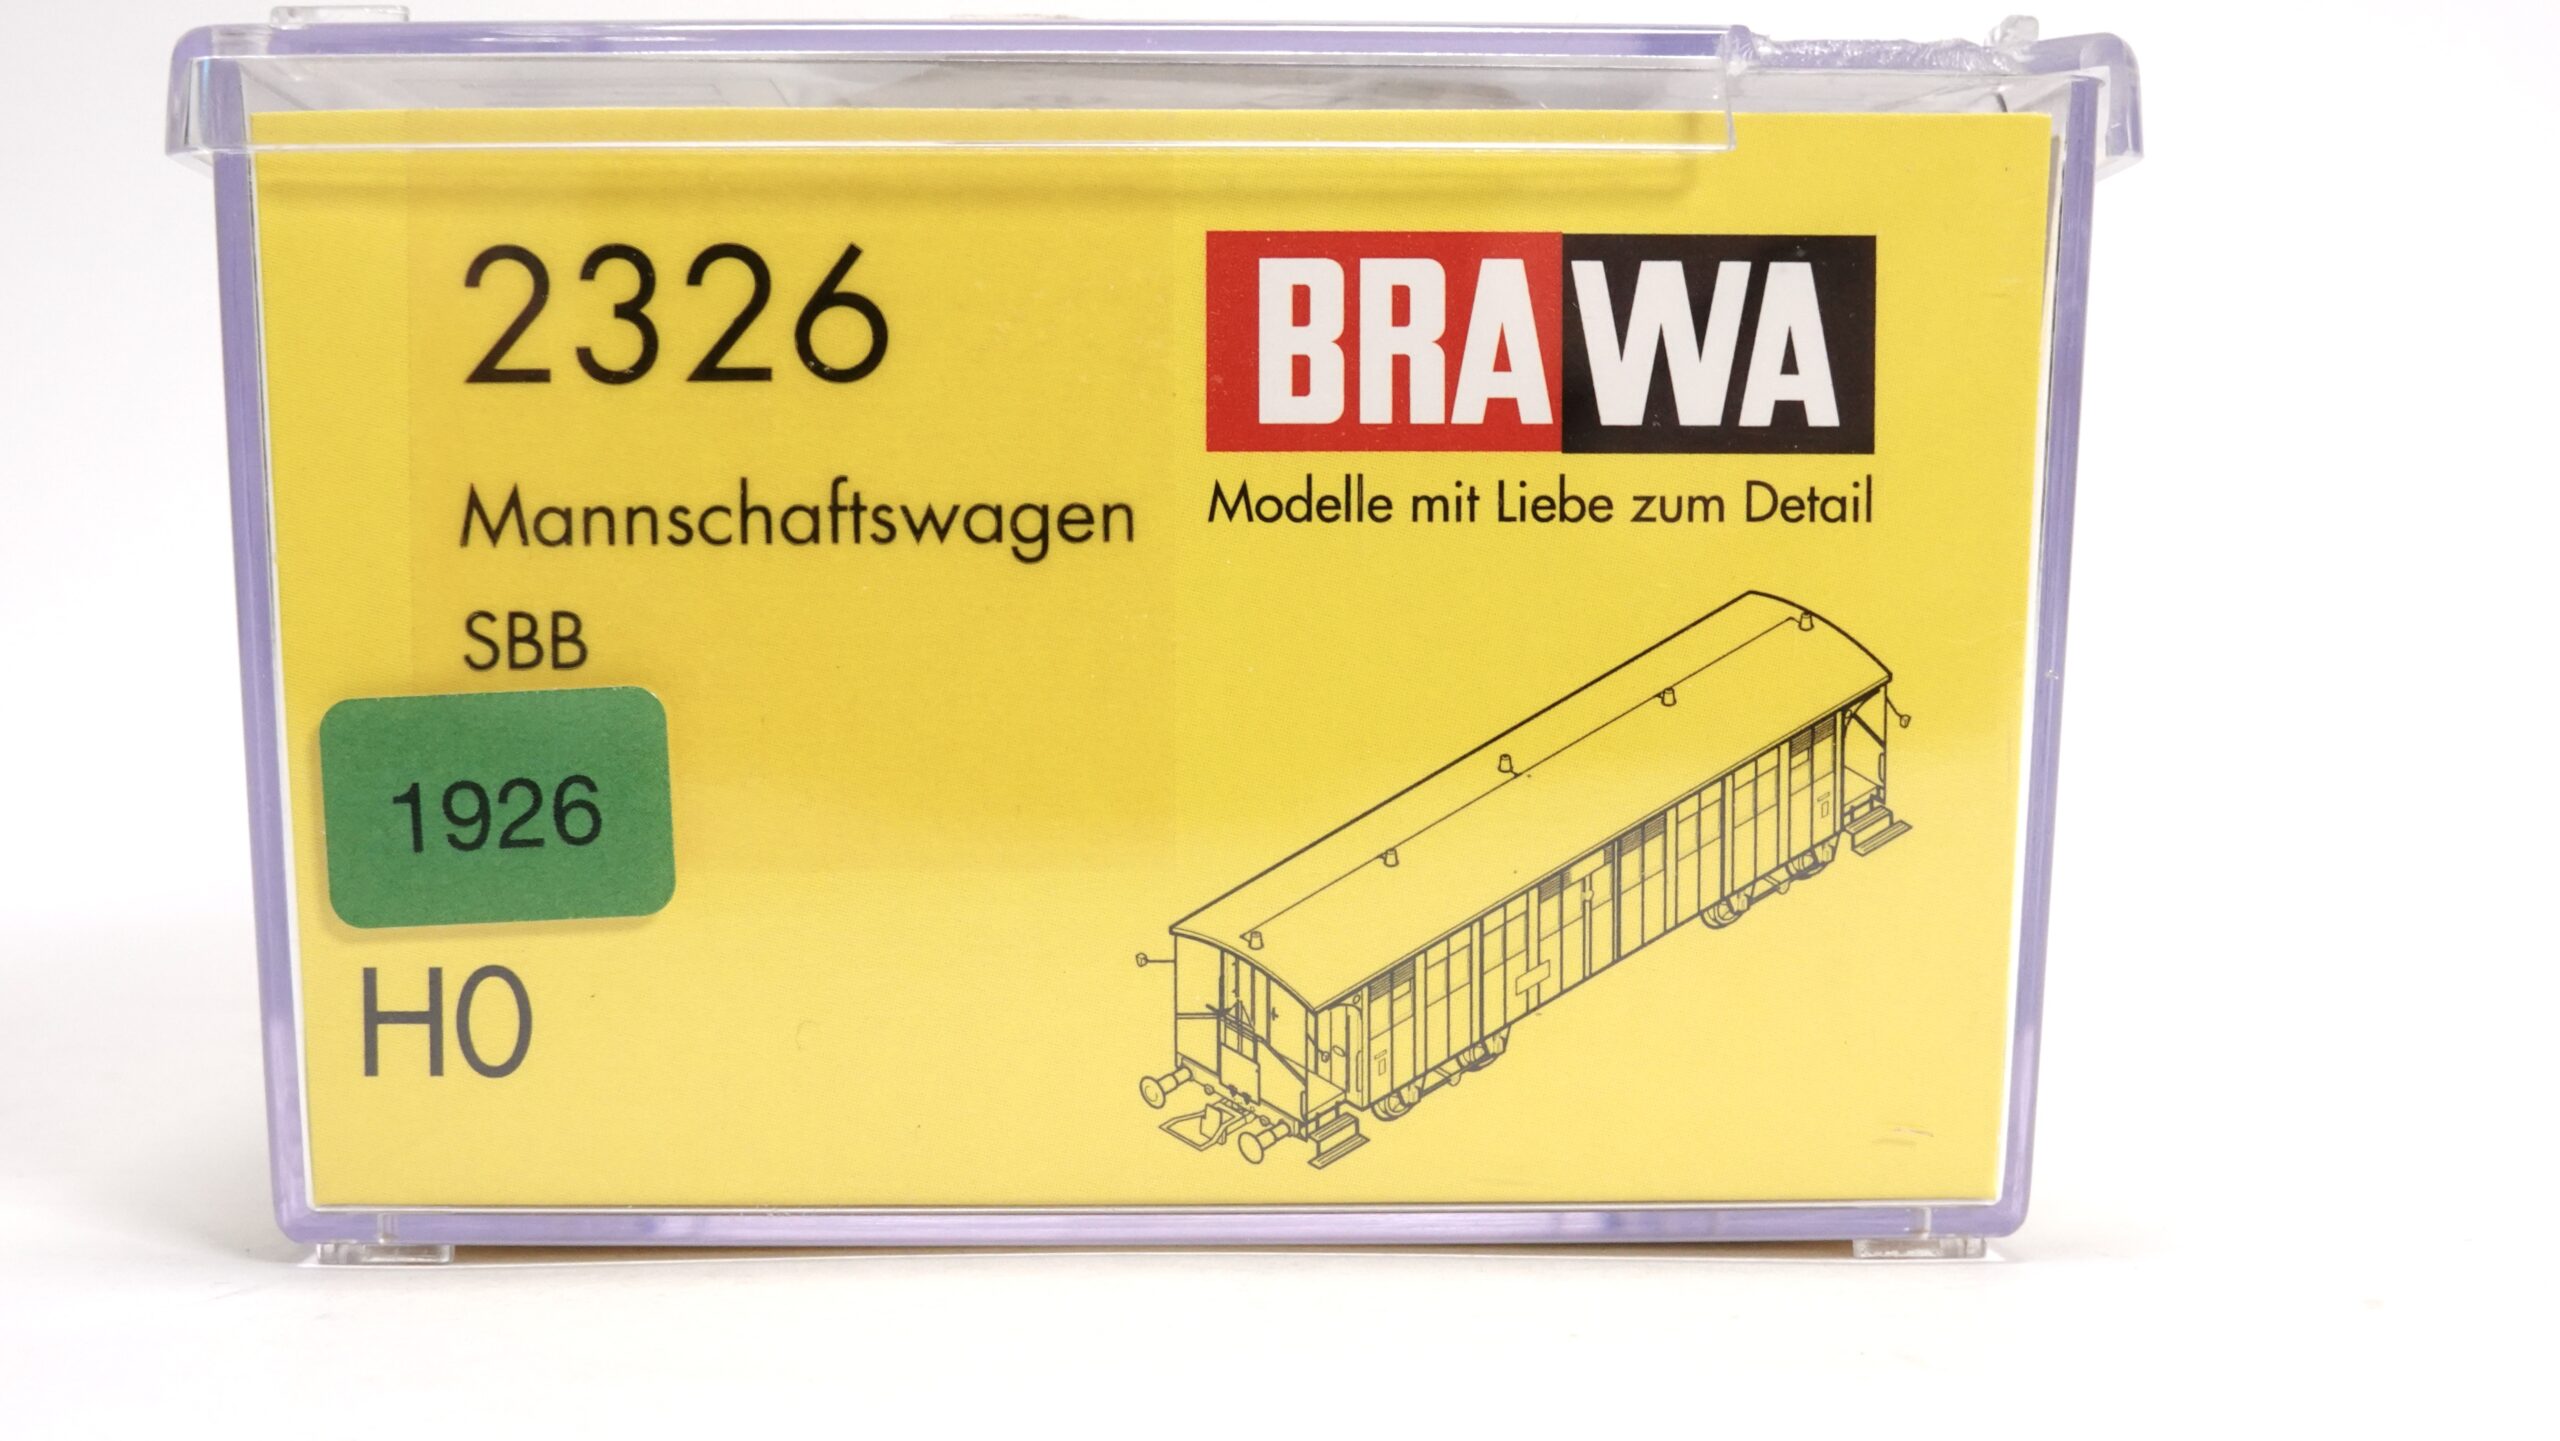 2326
BRAWA
Modelle mit Liebe zum Detail
Mannschaftswagen
SBB
1926
H0